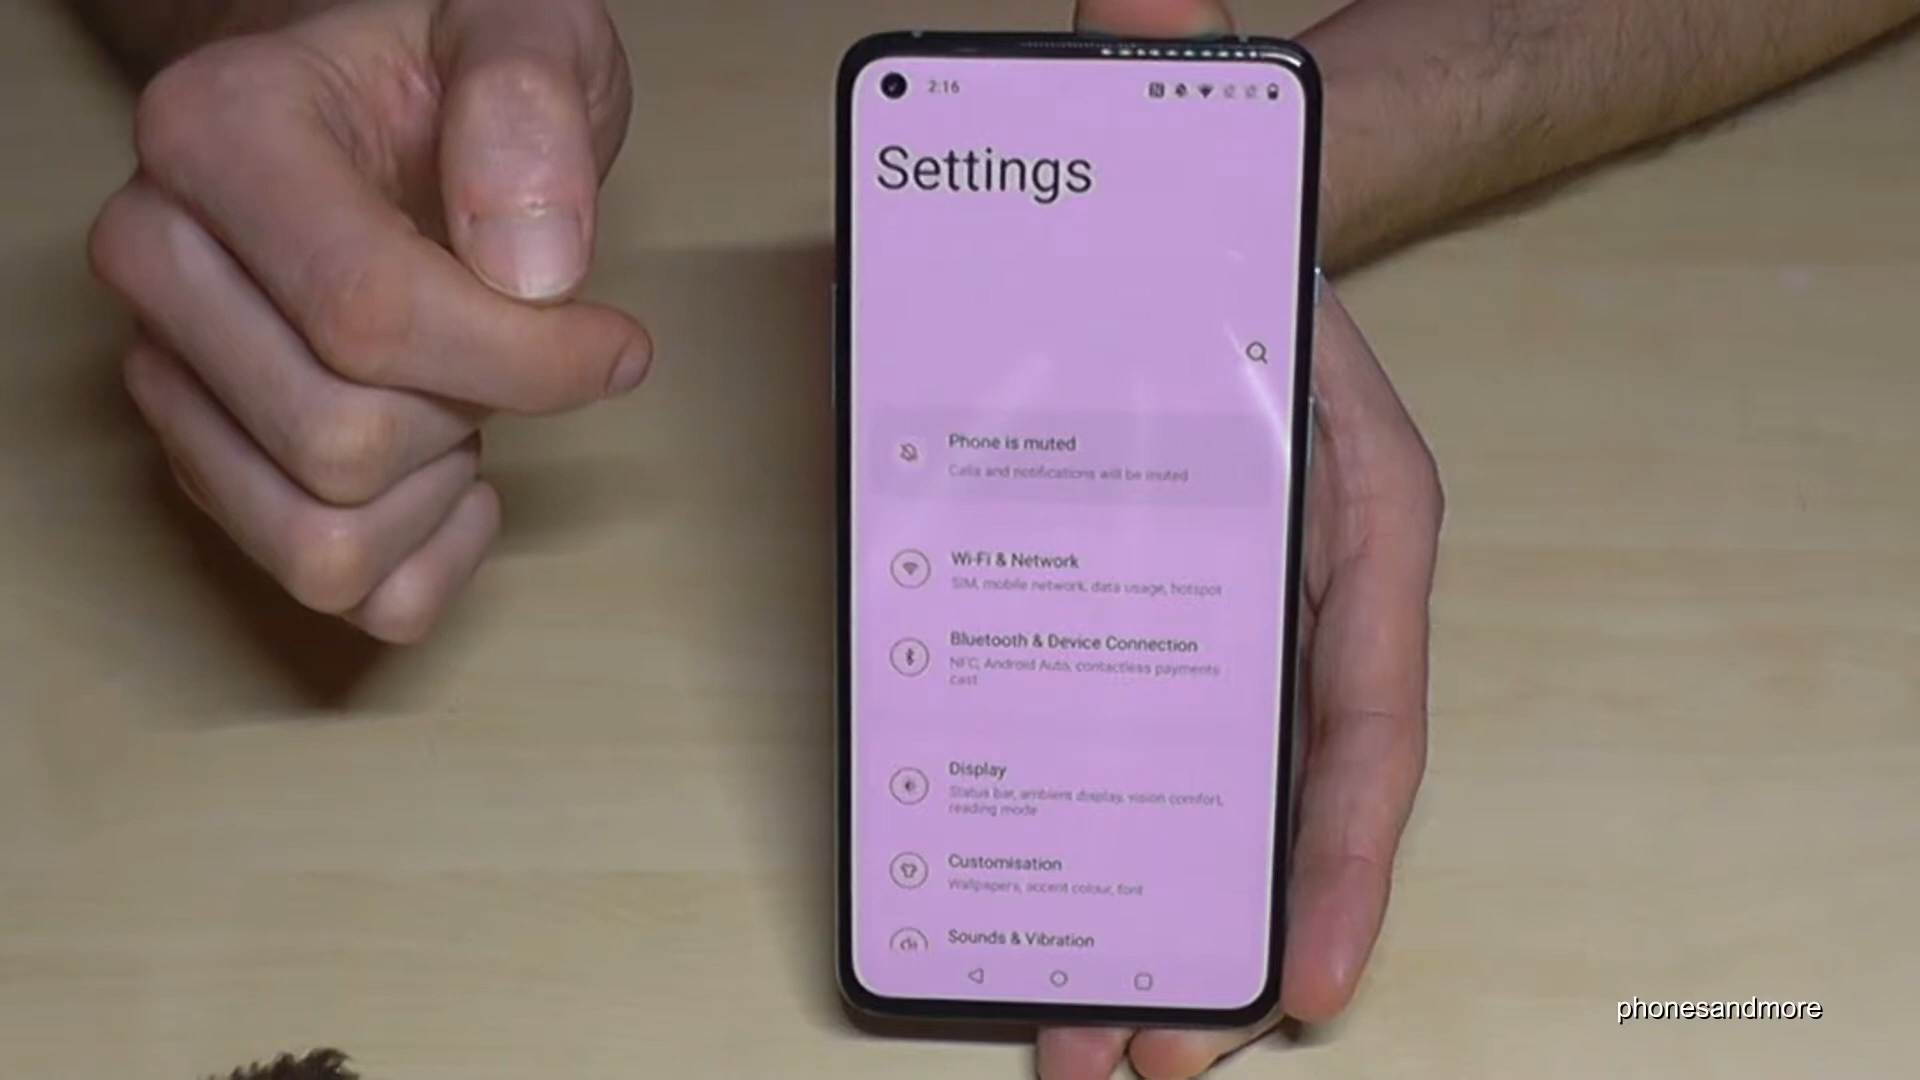 2:16
Settings
Phone is muted
Calls and notifications will be muted
Wi-Fi & Network
SIM, mobile network, data usage, hotspot
Bluetooth & Device Connection
NFC, Android Auto, contactless payments
cast
Display
Status bar, ambient display, vision comfort,
reading mode
Customisation
Wallpapers, accent colour, font
Sounds & Vibration
phonesandmore